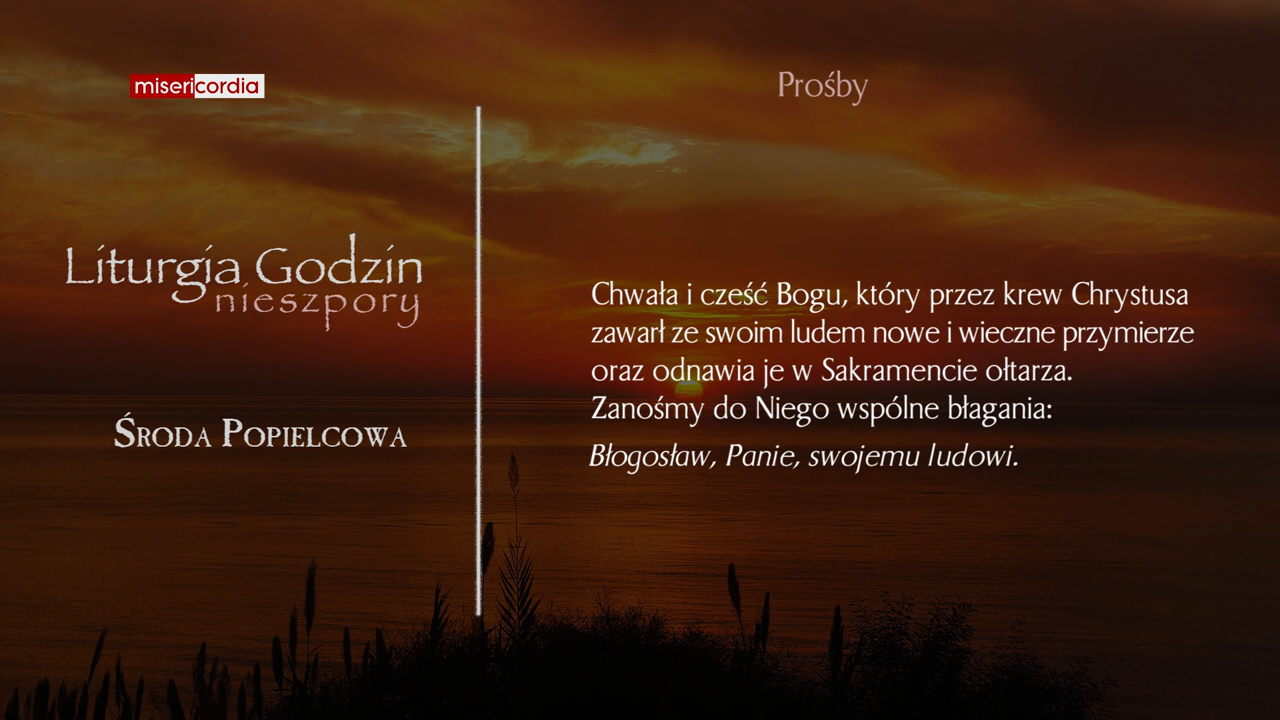 misericordia
Prośby
Liturgia Godzin
nieszpory
Środa Popielcowa
Chwała i cześć Bogu, który przez krew Chrystusa
zawarł ze swoim ludem nowe i wieczne przymierze
oraz odnawia je w Sakramencie ołtarza.
Zanośmy do Niego wspólne błagania:
Błogosław, Panie, swojemu ludowi.